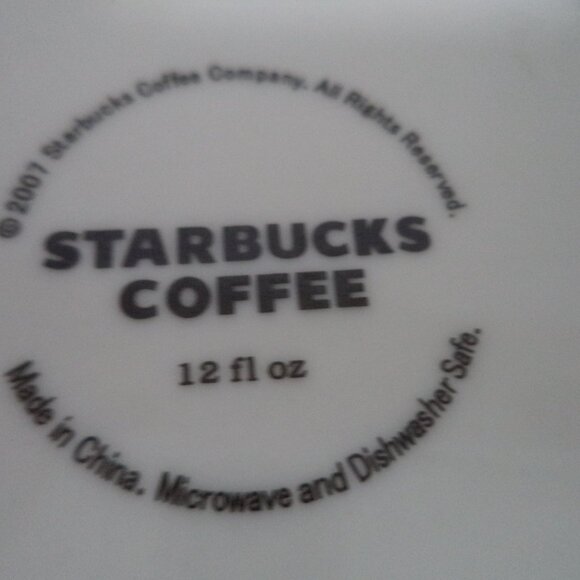 © 2007 Starbucks Coffee Company. All Rights Reserved.
STARBUCKS
COFFEE
12 fl oz
Made in China. Microwave and Dishwasher Safe.